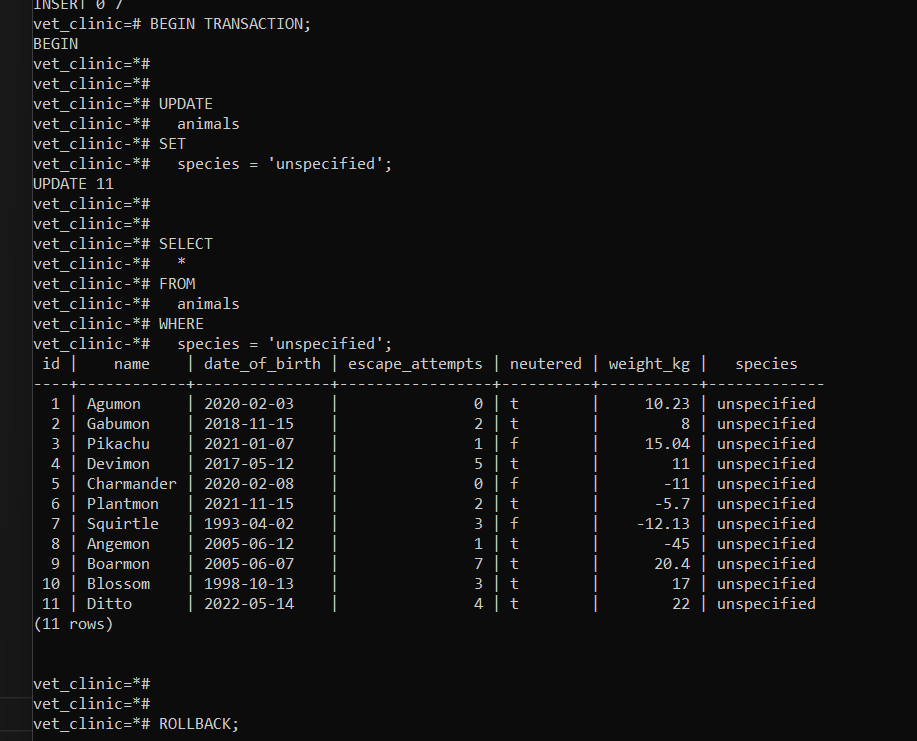 INSERT 0 7
vet_clinic=# BEGIN TRANSACTION;
BEGIN
vet_clinic=*#
vet_clinic=*#
vet_clinic=*# UPDATE
vet_clinic-*#   animals
vet_clinic-*# SET
vet_clinic-*#   species = 'unspecified';
UPDATE 11
vet_clinic=*#
vet_clinic=*#
vet_clinic=*# SELECT
vet_clinic-*#   *
vet_clinic-*# FROM
vet_clinic-*#   animals
vet_clinic-*# WHERE
vet_clinic-*#   species = 'unspecified';
 id |    name    | date_of_birth | escape_attempts | neutered | weight_kg |   species
----+------------+---------------+-----------------+----------+-----------+-------------
  1 | Agumon     | 2020-02-03    |               0 | t        |     10.23 | unspecified
  2 | Gabumon    | 2018-11-15    |               2 | t        |         8 | unspecified
  3 | Pikachu    | 2021-01-07    |               1 | f        |     15.04 | unspecified
  4 | Devimon    | 2017-05-12    |               5 | t        |        11 | unspecified
  5 | Charmander | 2020-02-08    |               0 | f        |       -11 | unspecified
  6 | Plantmon   | 2021-11-15    |               2 | t        |      -5.7 | unspecified
  7 | Squirtle   | 1993-04-02    |               3 | f        |    -12.13 | unspecified
  8 | Angemon    | 2005-06-12    |               1 | t        |       -45 | unspecified
  9 | Boarmon    | 2005-06-07    |               7 | t        |      20.4 | unspecified
 10 | Blossom    | 1998-10-13    |               3 | t        |        17 | unspecified
 11 | Ditto      | 2022-05-14    |               4 | t        |        22 | unspecified
(11 rows)
vet_clinic=*#
vet_clinic=*#
vet_clinic=*# ROLLBACK;